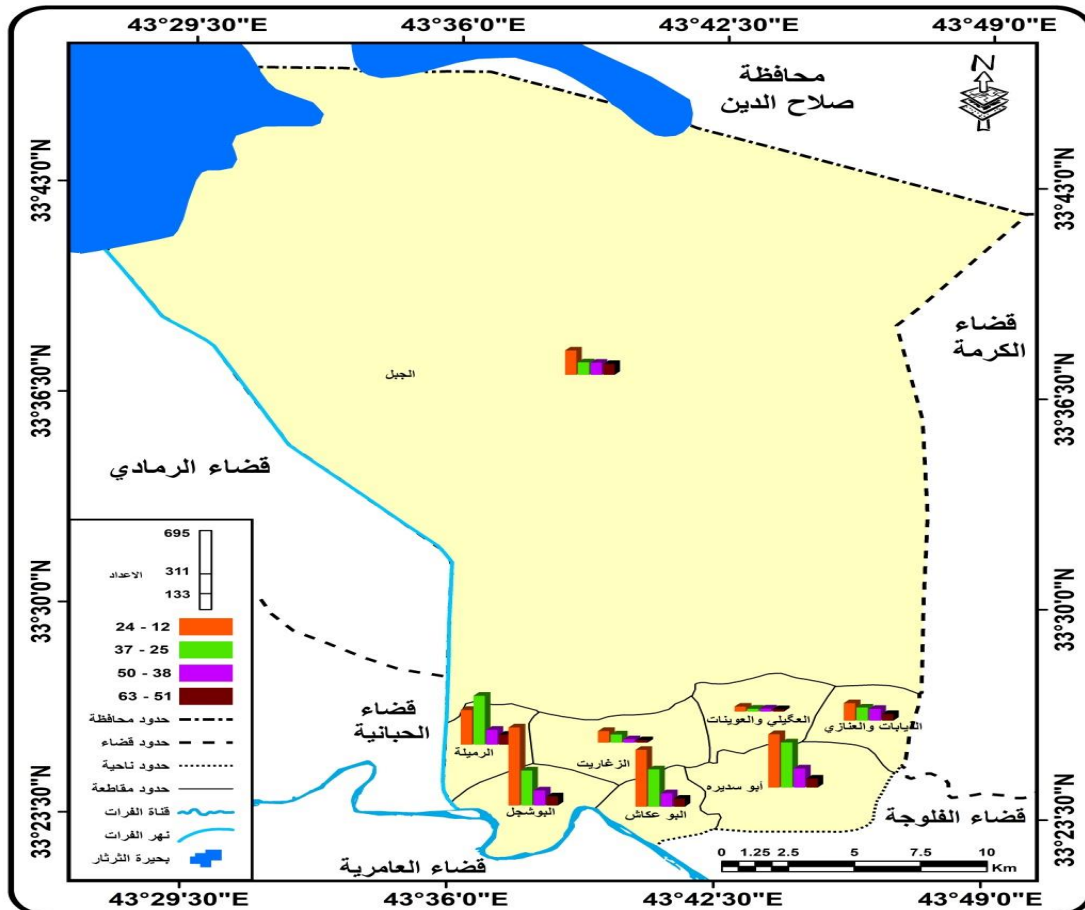 43°29'30"E
43°36'0"E
43°42'30"E
43°49'0"E
33°43'0"N
33°36'30"N
33°30'0"N
33°23'30"N
33°43'0"N
33°36'30"N
33°30'0"N
33°23'30"N
N
محافظة
صلاح الدين
قضاء
الكرمة
الجبل
قضاء الرمادي
قضاء
الحبانية
الرميلة
الزغاريت
العگيلي والعوينات
الذيابات والعنازي
البوشجل
البو عكاش
أبو سديره
قضاء الفلوجة
قضاء العامرية
695
311
133
الاعداد
24 - 12
37 - 25
50 - 38
63 - 51
حدود محافظة
حدود قضاء
حدود ناحية
حدود مقاطعة
قناة الفرات
نهر الفرات
بحيرة الثرثار
0 1.25 2.5 5 7.5 10
Km
43°29'30"E
43°36'0"E
43°42'30"E
43°49'0"E